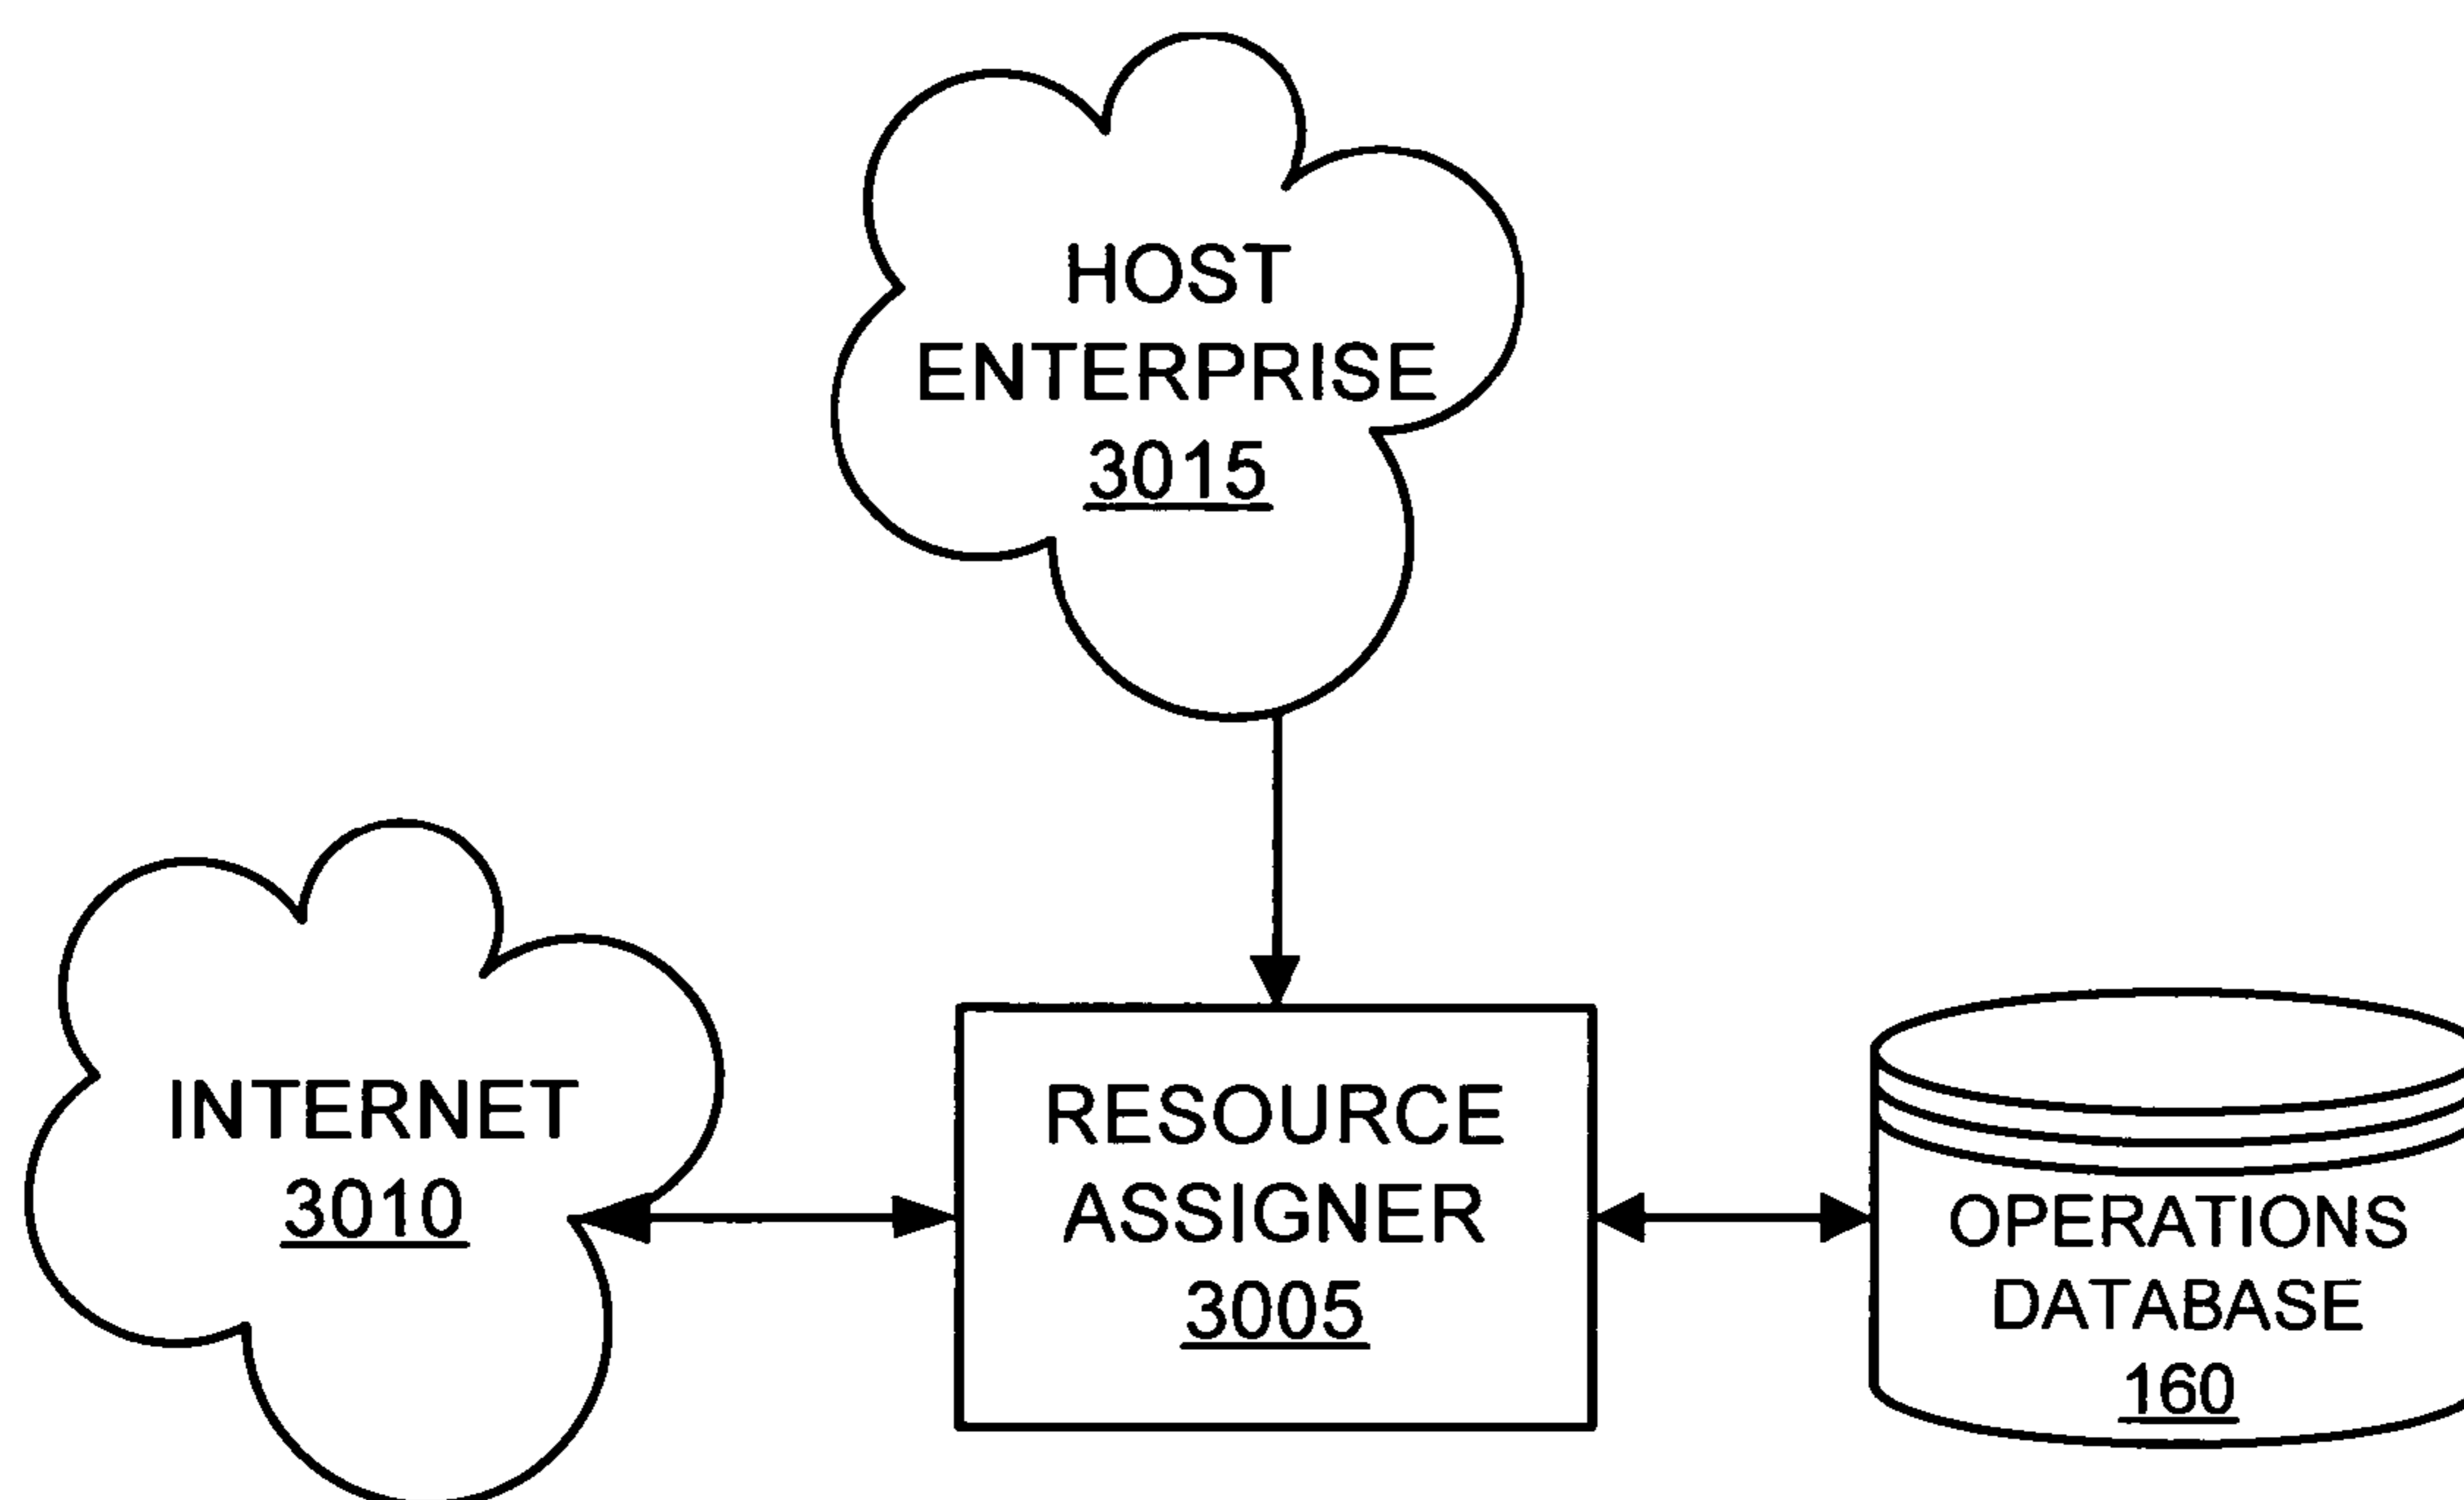 HOST
ENTERPRISE
3015
INTERNET
3010
RESOURCE
ASSIGNER
3005
OPERATIONS
DATABASE
160